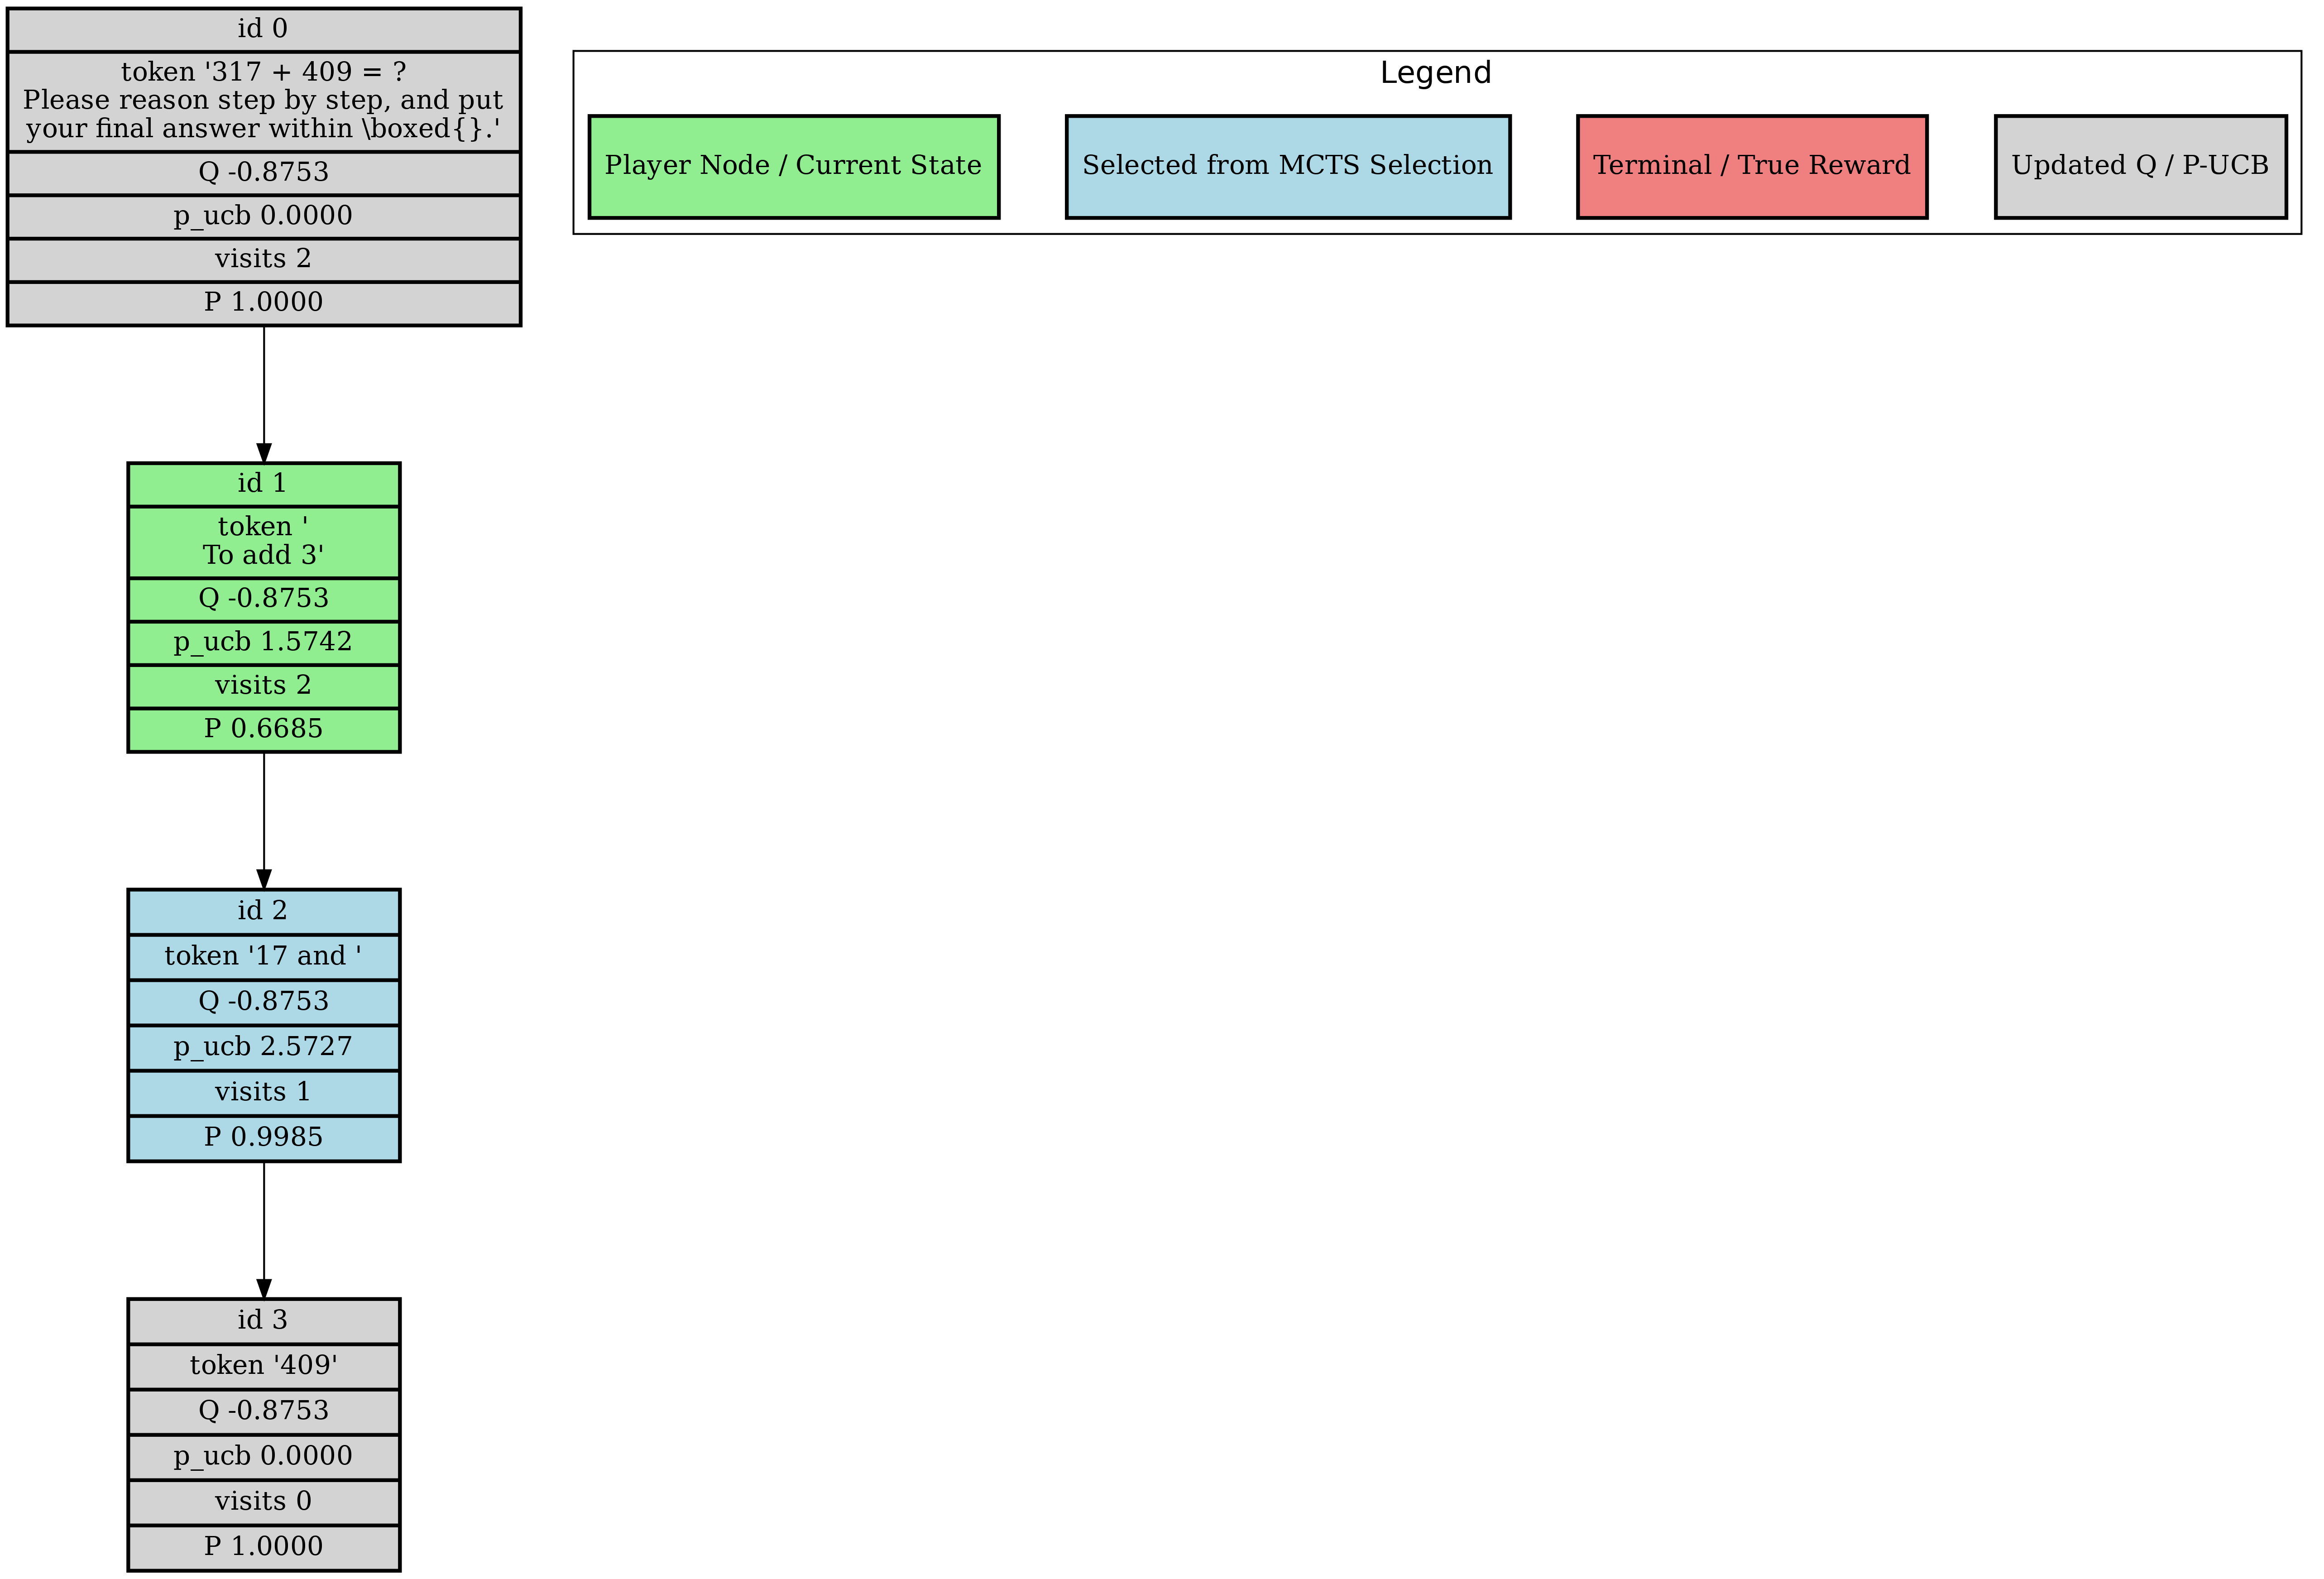 id 0
token '317 + 409 = ?
Please reason step by step, and put
your final answer within \boxed{}.'
Q -0.8753
p_ucb 0.0000
visits 2
P 1.0000
Legend
Player Node / Current State
Selected from MCTS Selection
Terminal / True Reward
Updated Q / P-UCB
id 1
token '
To add 3'
Q -0.8753
p_ucb 1.5742
visits 2
P 0.6685
id 2
token '17 and '
Q -0.8753
p_ucb 2.5727
visits 1
P 0.9985
id 3
token '409'
Q -0.8753
p_ucb 0.0000
visits 0
P 1.0000